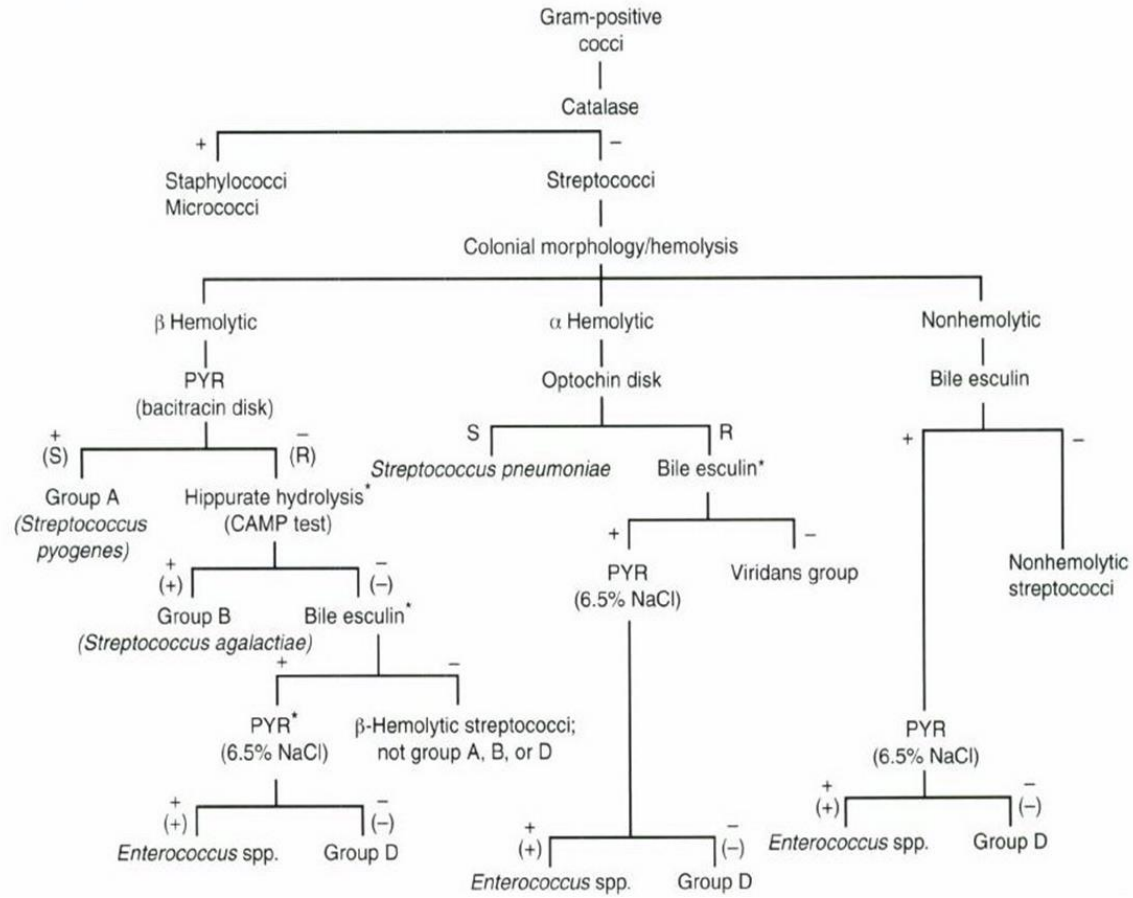 Gram-positive
cocci
Catalase
+
−
Staphylococci
Micrococci
Streptococci
Colonial morphology/hemolysis
β Hemolytic
α Hemolytic
Nonhemolytic
PYR
(bacitracin disk)
Optochin disk
Bile esculin
+
(S)
−
(R)
S
R
+
−
Group A
(Streptococcus
pyogenes)
Hippurate hydrolysis*
(CAMP test)
Streptococcus pneumoniae
Bile esculin*
+
(+)
−
(−)
+
−
Group B
(Streptococcus agalactiae)
Bile esculin*
PYR
(6.5% NaCl)
Viridans group
Nonhemolytic
streptococci
+
−
PYR*
(6.5% NaCl)
β-Hemolytic streptococci;
not group A, B, or D
PYR
(6.5% NaCl)
+
(+)
−
(−)
Enterococcus spp.
Group D
+
(+)
−
(−)
Enterococcus spp.
Group D
+
(+)
−
(−)
Enterococcus spp.
Group D